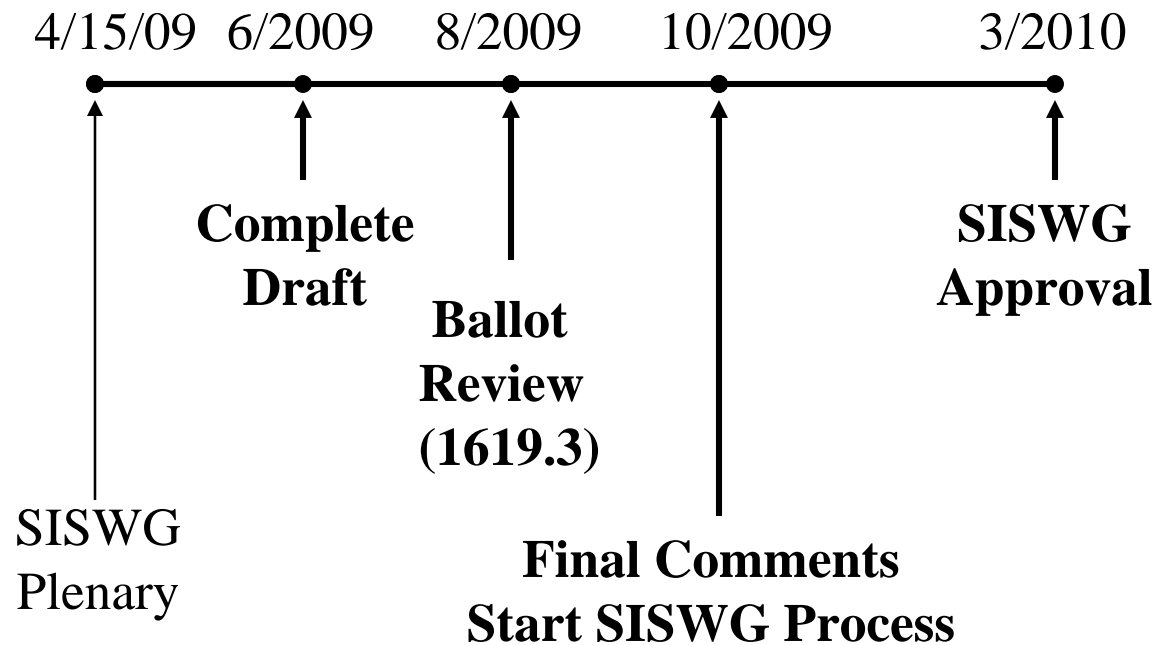 4/15/09 6/2009 8/2009 10/2009 3/2010
Complete
Draft
SISWG
Approval
Ballot
Review
(1619.3)
SISWG
Plenary
Final Comments
Start SISWG Process